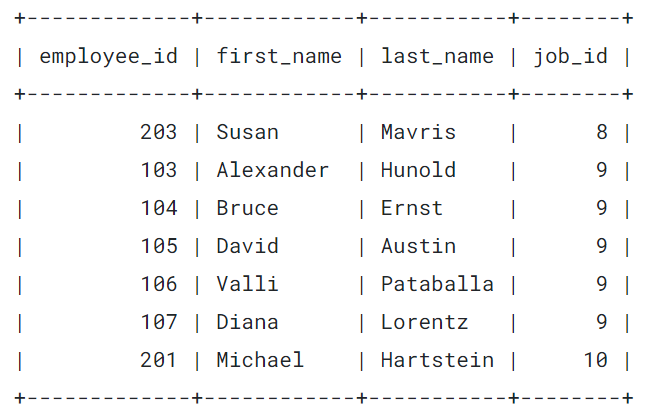 +-------------+------------+-----------+--------+
| employee_id | first_name | last_name | job_id |
+-------------+------------+-----------+--------+
|         203 | Susan      | Mavris    |      8 |
|         103 | Alexander  | Hunold    |      9 |
|         104 | Bruce      | Ernst     |      9 |
|         105 | David      | Austin    |      9 |
|         106 | Valli      | Pataballa |      9 |
|         107 | Diana      | Lorentz   |      9 |
|         201 | Michael    | Hartstein |     10 |
+-------------+------------+-----------+--------+